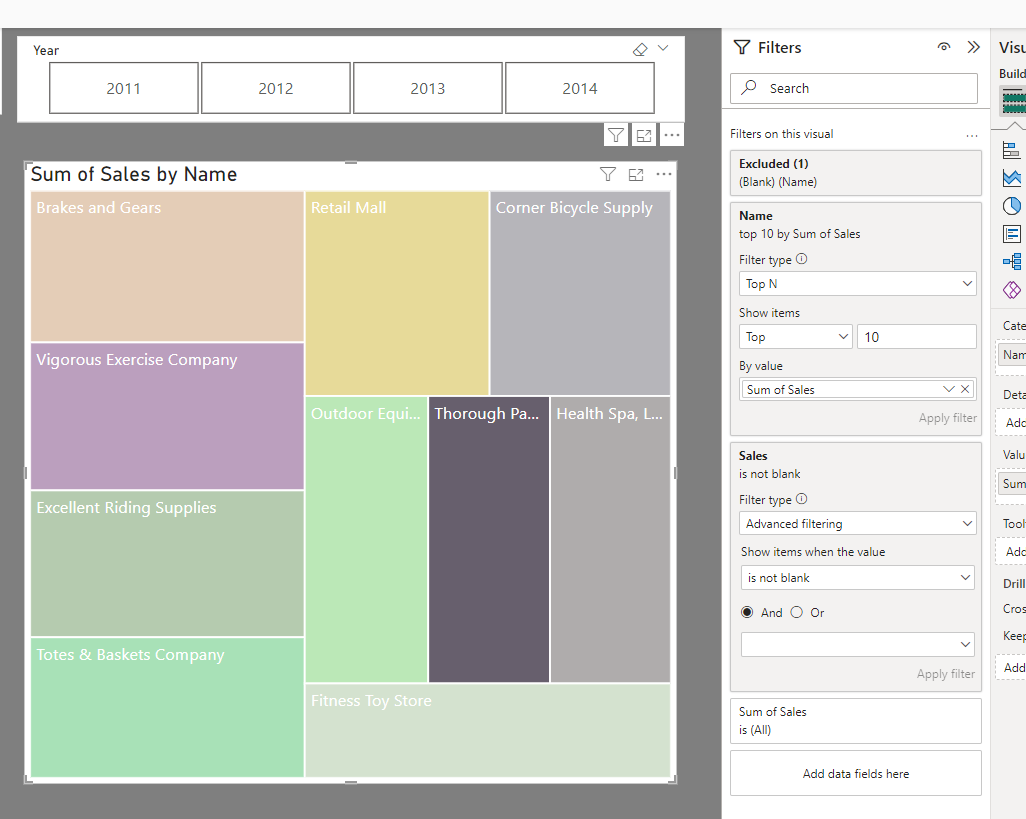 Year
2011 2012 2013 2014
Sum of Sales by Name
Brakes and Gears
Vigorous Exercise Company
Excellent Riding Supplies
Totes & Baskets Company
Retail Mall
Corner Bicycle Supply
Outdoor Equi...
Thorough Pa...
Health Spa, L...
Fitness Toy Store
Filters
Search
Filters on this visual
Excluded (1)
(Blank) (Name)
Name
top 10 by Sum of Sales
Filter type
Top N
Show items
Top 10
By value
Sum of Sales
Apply filter
Sales
is not blank
Filter type
Advanced filtering
Show items when the value
is not blank
And Or
Apply filter
Sum of Sales
is (All)
Add data fields here
Visu
Build
Cate
Nam
Deta
Add
Valu
Sum
Tool
Add
Drill
Cros
Keep
Add